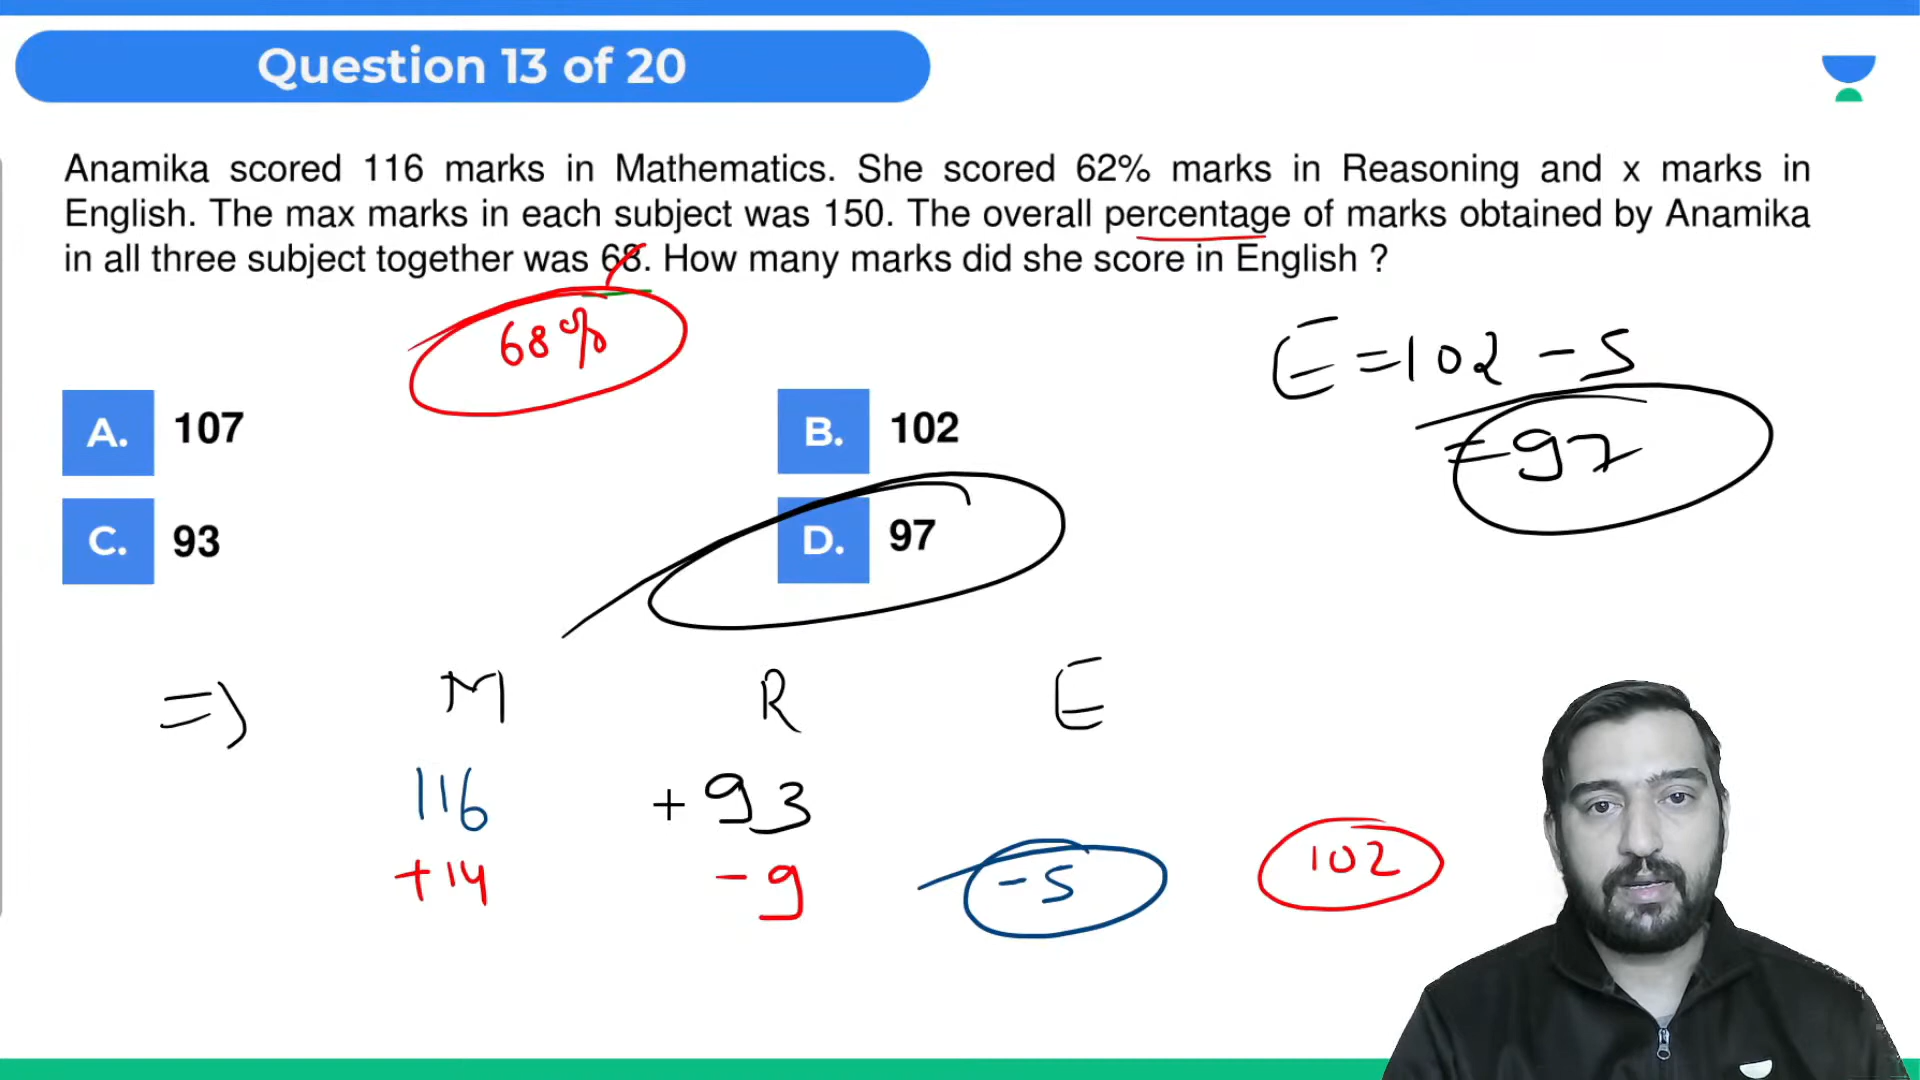 Question 13 of 20
Anamika scored 116 marks in Mathematics. She scored 62% marks in Reasoning and x marks in
English. The max marks in each subject was 150. The overall percentage of marks obtained by Anamika
in all three subject together was 68. How many marks did she score in English ?
68%
E = 102 - 5
= 97
A. 107
B. 102
C. 93
D. 97
=> M R E
116 + 93
+14 - 9 - 5 102